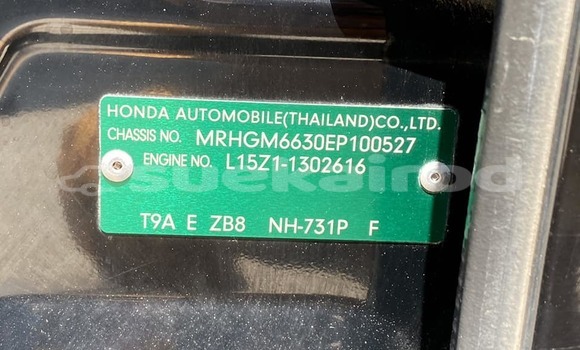 HONDA AUTOMOBILE(THAILAND)CO.,LTD.
CHASSIS NO. MRHGM6630EP100527
ENGINE NO. L15Z1-1302616
T9A E ZB8 NH-731P F